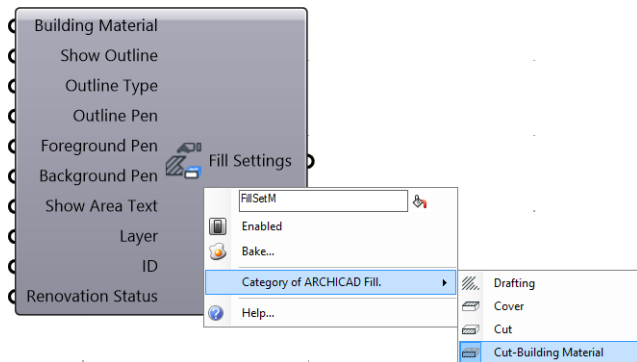 Building Material
Show Outline
Outline Type
Outline Pen
Foreground Pen
Background Pen
Show Area Text
Layer
ID
Renovation Status
Fill Settings
FillSetM
Enabled
Bake...
Category of ARCHICAD Fill.
Help...
Drafting
Cover
Cut
Cut-Building Material